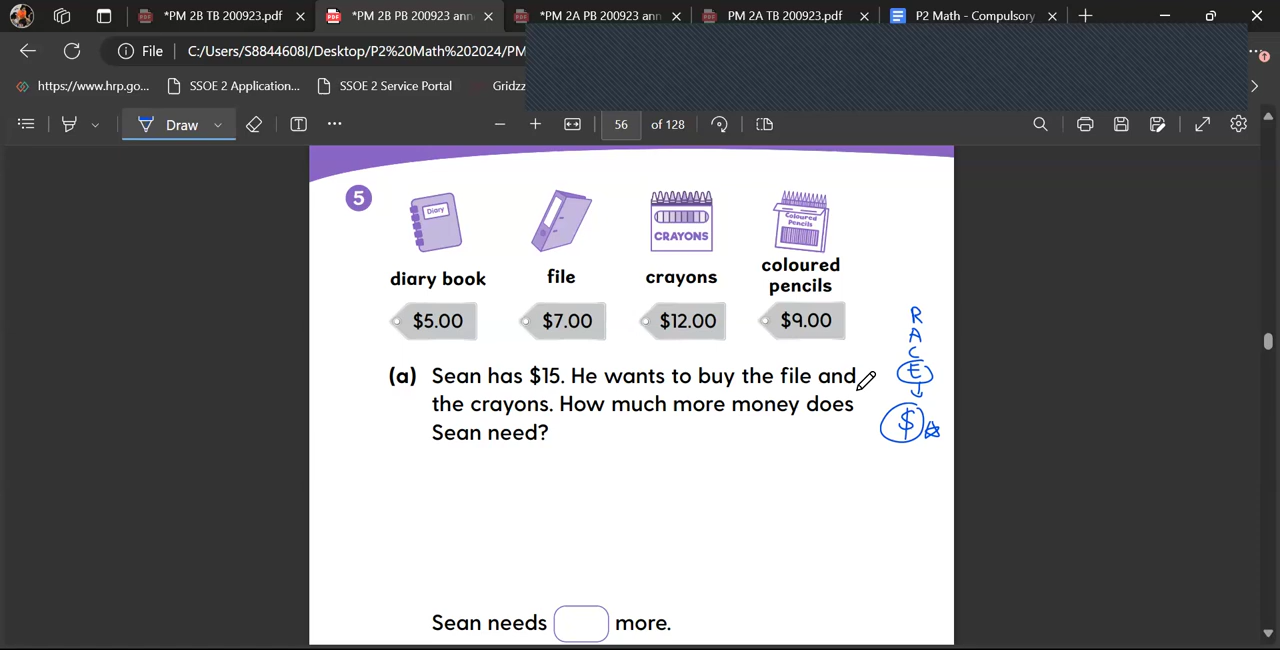 *PM 2B TB 200923.pdf
*PM 2B PB 200923 ann
*PM 2A PB 200923 ann
PM 2A TB 200923.pdf
P2 Math - Compulsory
File
C:/Users/S8844608I/Desktop/P2%20Math%202024/PM
https://www.hrp.go...
SSOE 2 Application...
SSOE 2 Service Portal
Gridzz
Draw
56 of 128
5
Diary
CRAYONS
Coloured
Pencils
diary book
file
crayons
coloured
pencils
$5.00
$7.00
$12.00
$9.00
R
A
C
E
$
(a) Sean has $15. He wants to buy the file and
the crayons. How much more money does
Sean need?
Sean needs more.